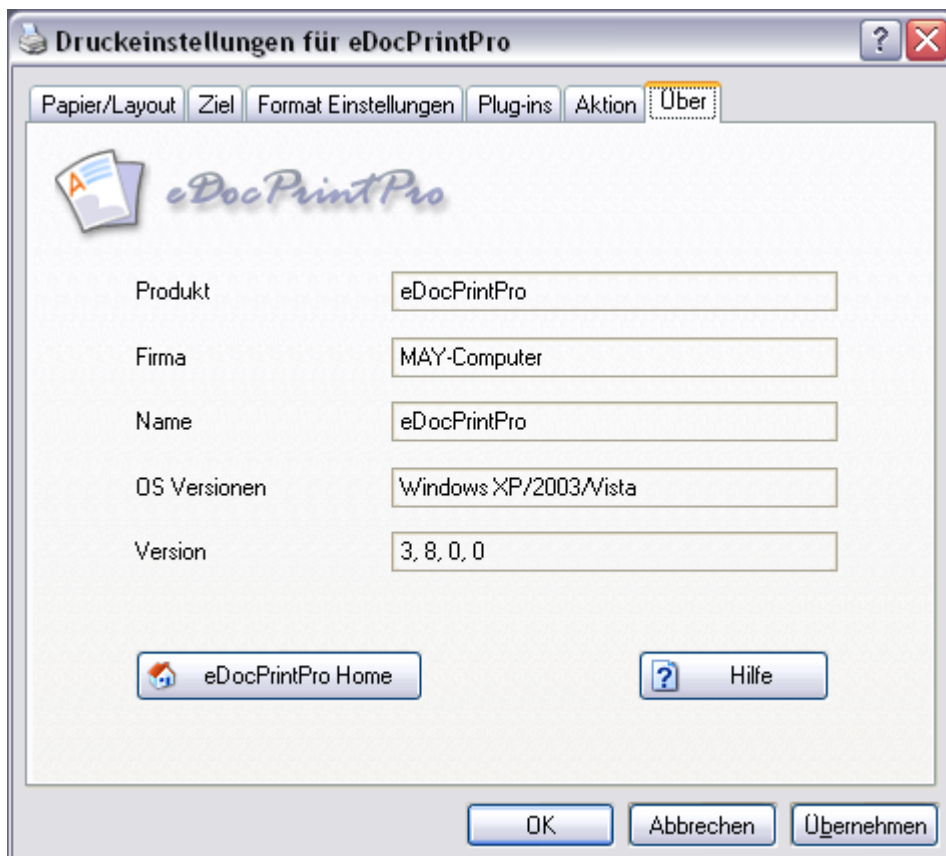 Druckeinstellungen für eDocPrintPro
Papier/Layout Ziel Format Einstellungen Plug-ins Aktion Über
A eDocPrintPro
Produkt eDocPrintPro
Firma MAY-Computer
Name eDocPrintPro
OS Versionen Windows XP/2003/Vista
Version 3, 8, 0, 0
eDocPrintPro Home Hilfe
OK Abbrechen Übernehmen